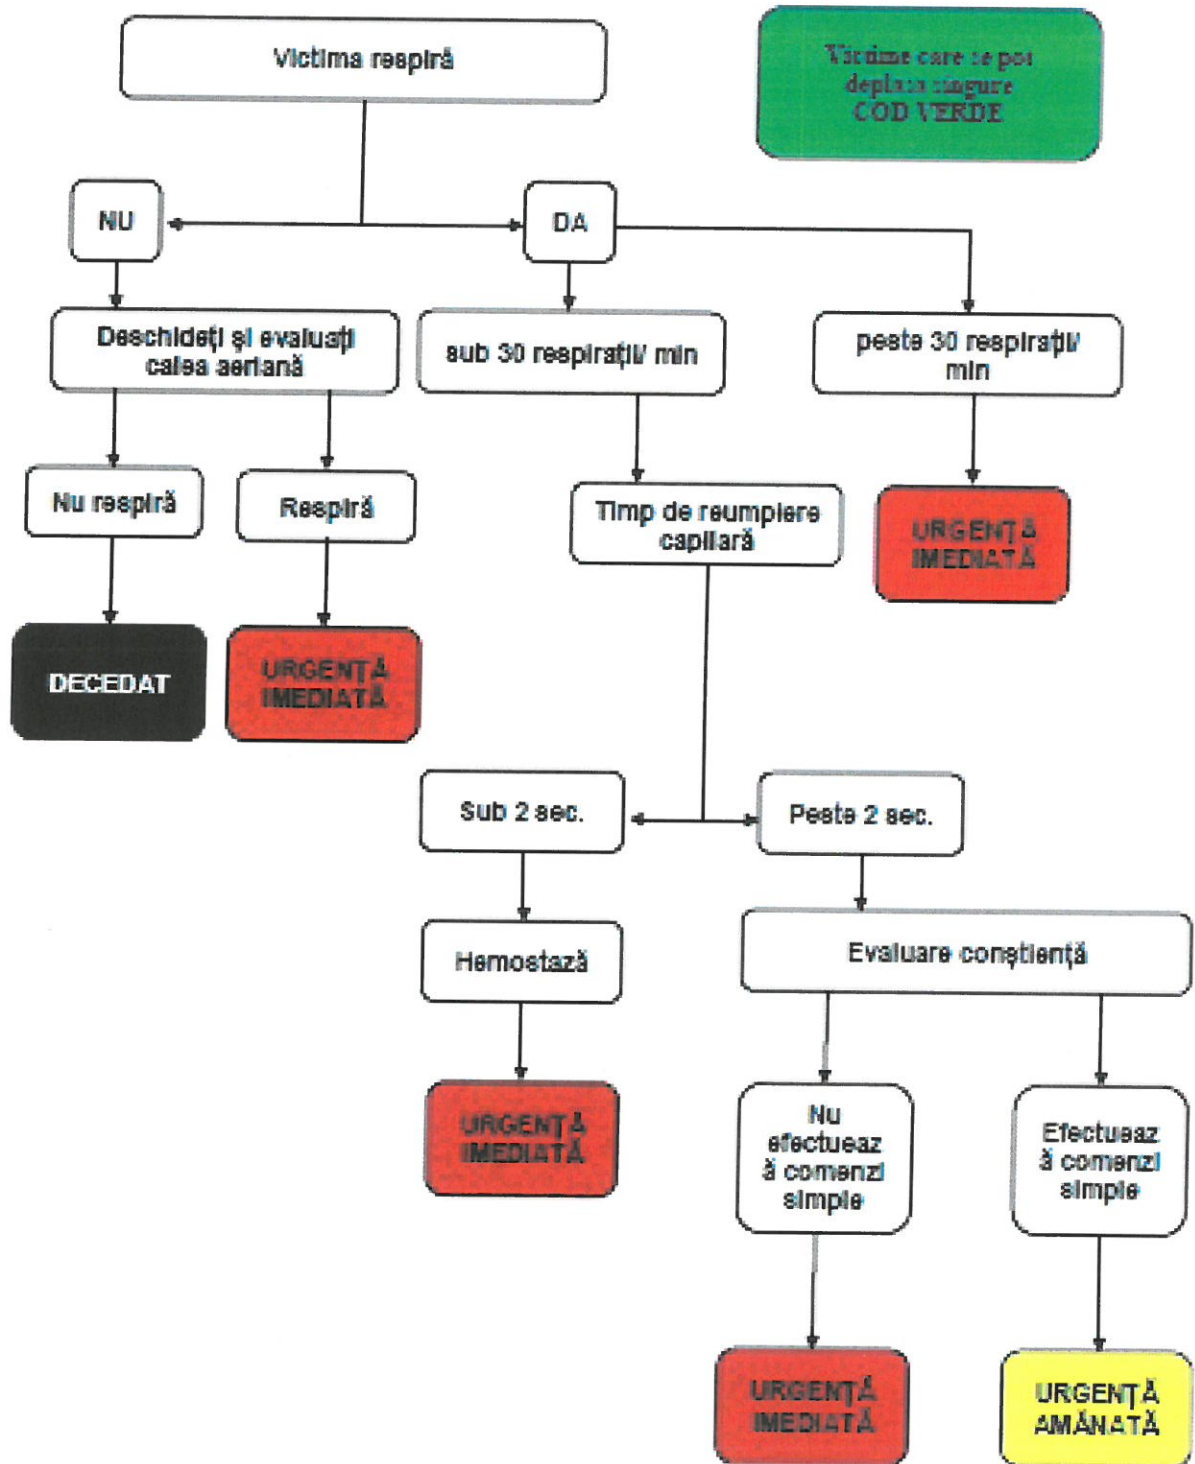 Victima respiră
Victime care se pot
deplasa singure
COD VERDE
NU
DA
Deschideți și evaluați
calea aeriană
sub 30 respirații/ min
peste 30 respirații/
min
Nu respiră
Respiră
Timp de reumplere
capilară
URGENȚĂ
IMEDIATĂ
DECEDAT
URGENȚĂ
IMEDIATĂ
Sub 2 sec.
Peste 2 sec.
Hemostază
Evaluare conștiență
URGENȚĂ
IMEDIATĂ
Nu
efectueaz
ă comenzi
simple
Efectueaz
ă comenzi
simple
URGENȚĂ
IMEDIATĂ
URGENȚĂ
AMÂNATĂ